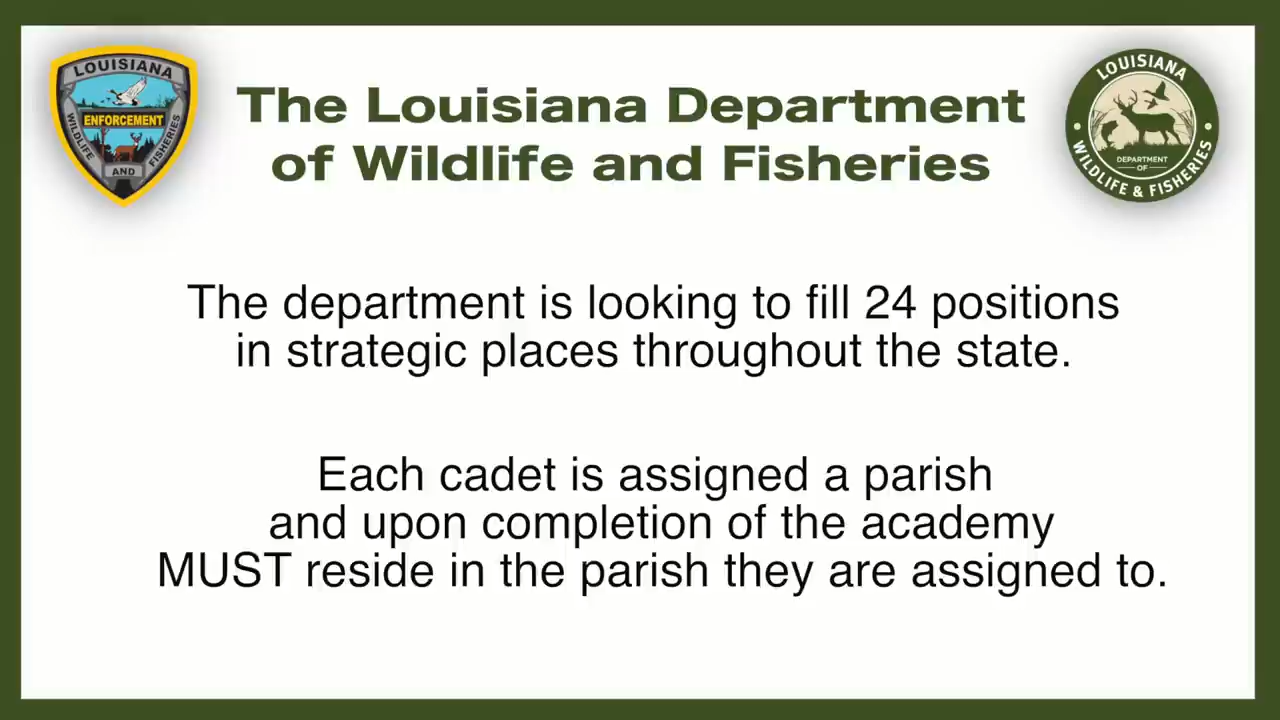 LOUISIANA
ENFORCEMENT
WILDLIFE
AND
FISHERIES
The Louisiana Department
of Wildlife and Fisheries
LOUISIANA
DEPARTMENT
OF
WILDLIFE & FISHERIES
The department is looking to fill 24 positions
in strategic places throughout the state.
Each cadet is assigned a parish
and upon completion of the academy
MUST reside in the parish they are assigned to.